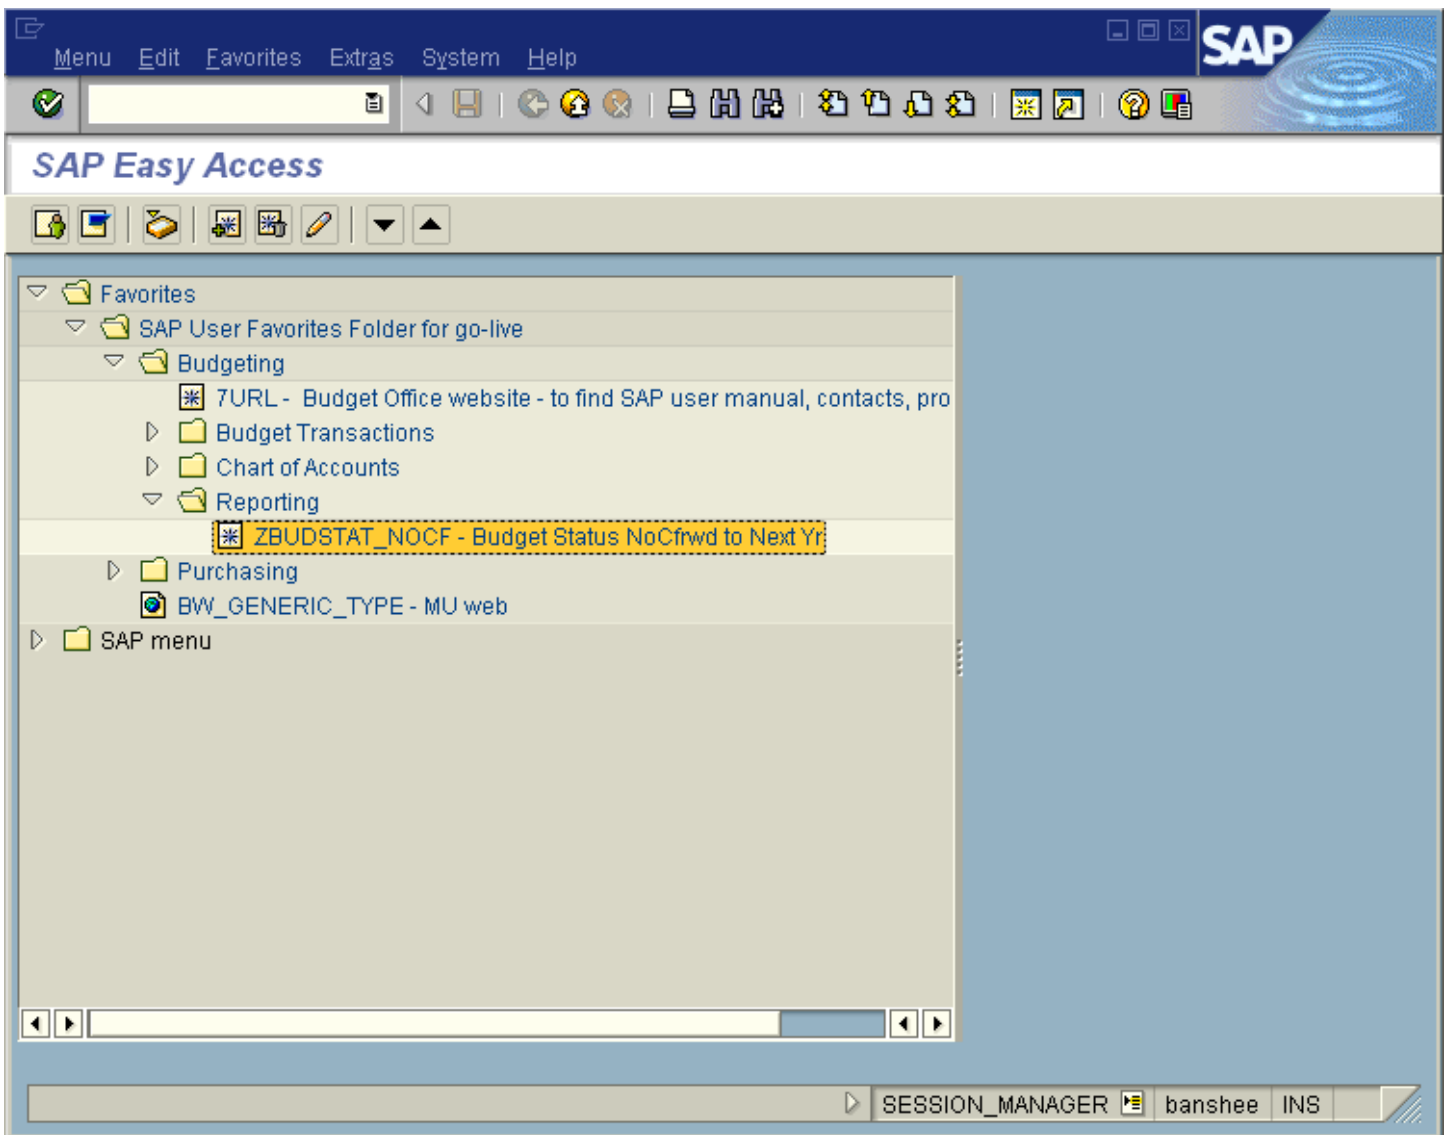 SAP
Menu Edit Favorites Extras System Help
SAP Easy Access
Favorites
SAP User Favorites Folder for go-live
Budgeting
7URL - Budget Office website - to find SAP user manual, contacts, pro
Budget Transactions
Chart of Accounts
Reporting
ZBUDSTAT_NOCF - Budget Status NoCfrwd to Next Yr
Purchasing
BW_GENERIC_TYPE - MU web
SAP menu
SESSION_MANAGER banshee INS